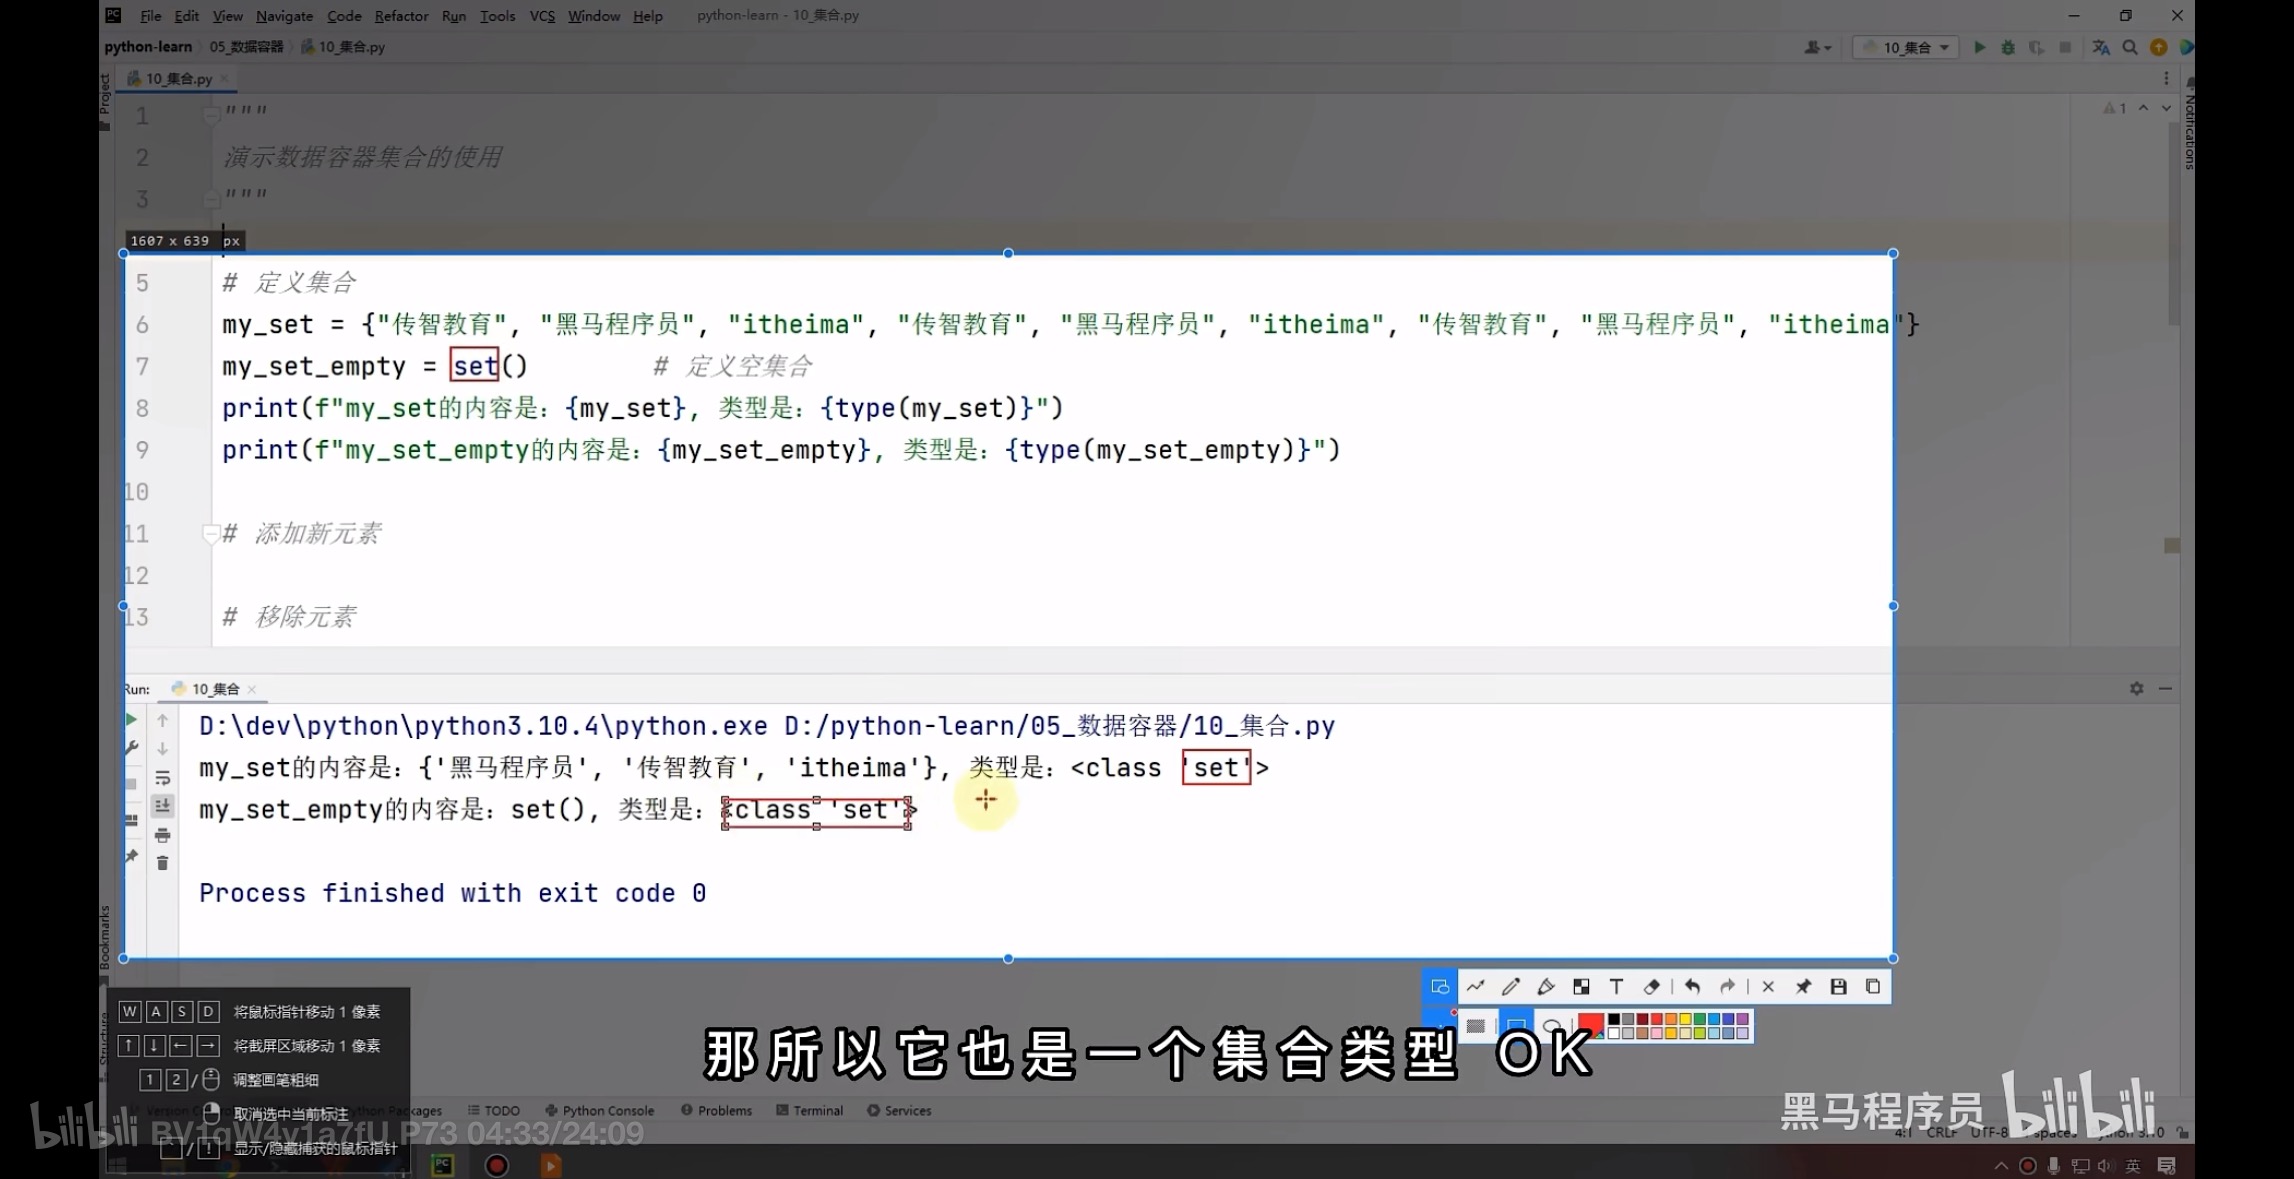 File Edit View Navigate Code Refactor Run Tools VCS Window Help python-learn - 10_集合.py
python-learn 05_数据容器 10_集合.py 10_集合
Project
10_集合.py
Notifications
1 """
1
2 演示数据容器集合的使用
3 """
1607 x 639 px
5 # 定义集合
6 my_set = {"传智教育", "黑马程序员", "itheima", "传智教育", "黑马程序员", "itheima", "传智教育", "黑马程序员", "itheima"}
7 my_set_empty = set() # 定义空集合
8 print(f"my_set的内容是：{my_set}, 类型是：{type(my_set)}")
9 print(f"my_set_empty的内容是：{my_set_empty}, 类型是：{type(my_set_empty)}")
10
11 # 添加新元素
12
13 # 移除元素
Run: 10_集合
D:\dev\python\python3.10.4\python.exe D:/python-learn/05_数据容器/10_集合.py
my_set的内容是：{'黑马程序员', '传智教育', 'itheima'}, 类型是：<class 'set'>
my_set_empty的内容是：set(), 类型是：<class 'set'>
Process finished with exit code 0
Bookmarks
Structure
W A S D 将鼠标指针移动 1 像素
↑ ↓ ← → 将截屏区域移动 1 像素
1 2 / 调整画笔粗细
取消选中当前标注
显示/隐藏捕获的鼠标指针
那所以它也是一个集合类型 OK
TODO Python Console Problems Terminal Services
黑马程序员 bilibili
bilibili BV1qW4y1a7fU P73 04:33/24:09
4:1 CRLF UTF-8
英